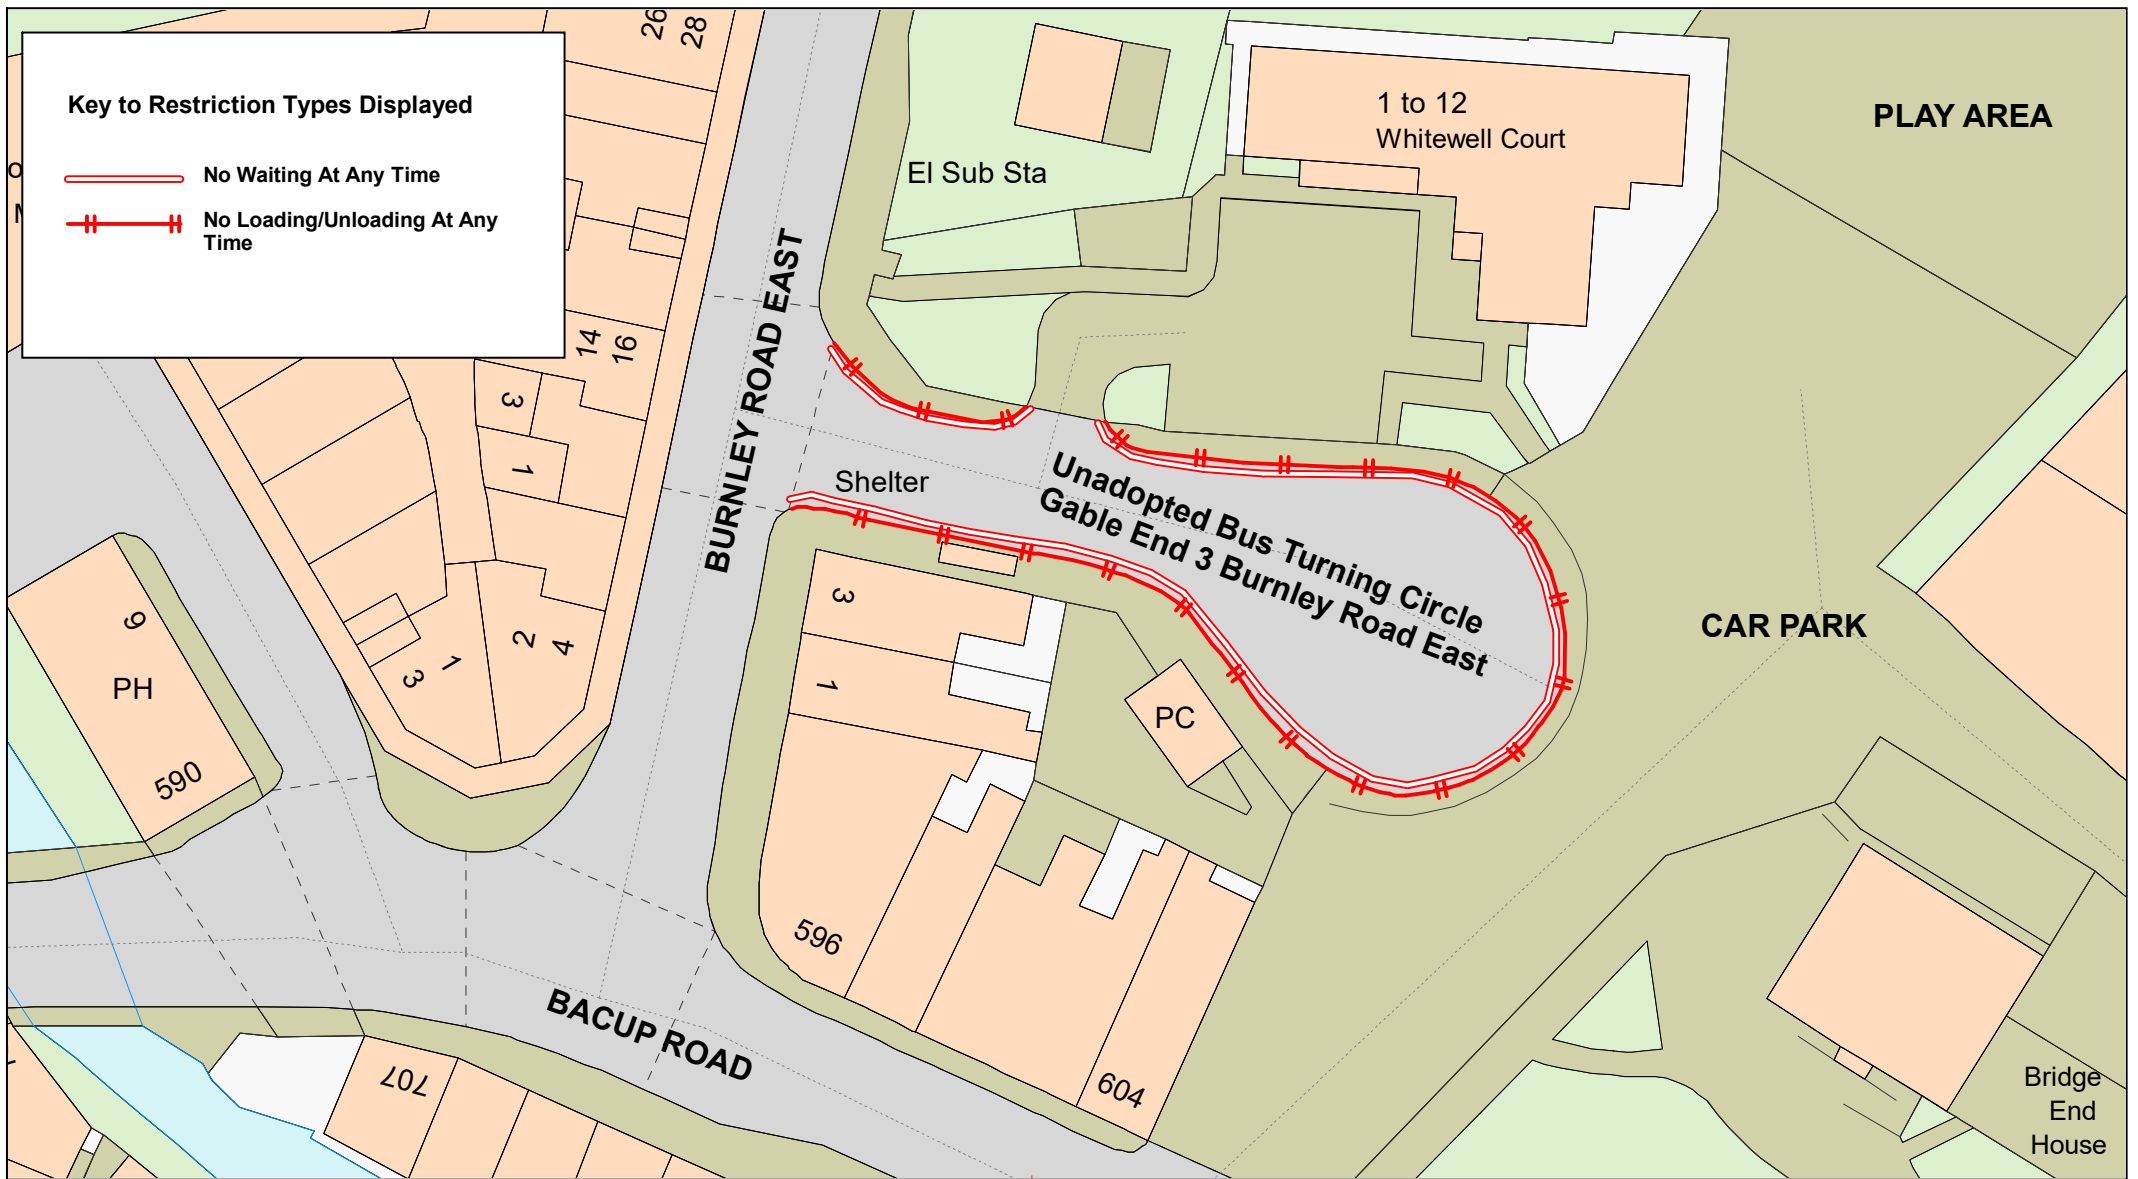 Key to Restriction Types Displayed
No Waiting At Any Time
No Loading/Unloading At Any
Time
26
28
1 to 12
Whitewell Court
PLAY AREA
El Sub Sta
BURNLEY ROAD EAST
14
16
3
1
Shelter
Unadopted Bus Turning Circle
Gable End 3 Burnley Road East
CAR PARK
9
PH
590
3
1
2
4
3
1
PC
596
604
BACUP ROAD
707
Bridge
End
House